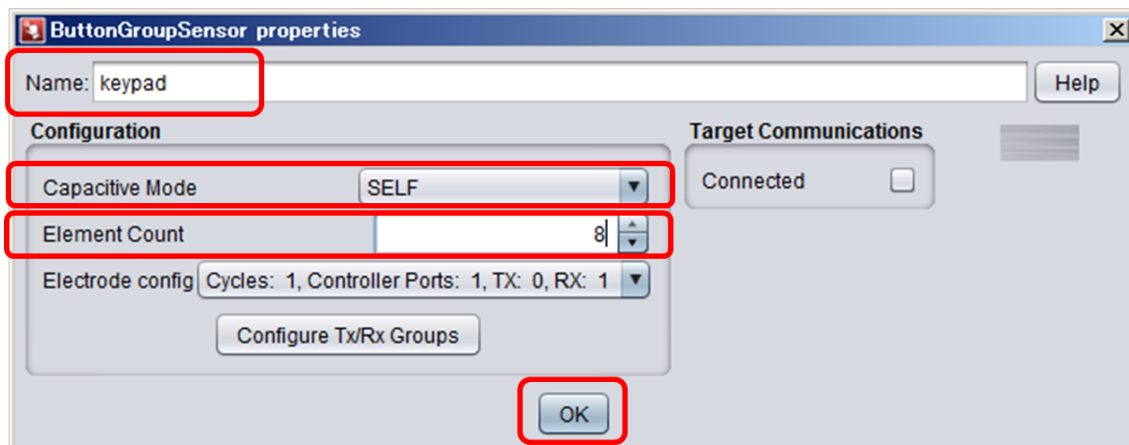 ButtonGroupSensor properties
Name: keypad Help
Configuration
Target Communications
Capacitive Mode SELF
Connected
Element Count 8
Electrode config Cycles: 1, Controller Ports: 1, TX: 0, RX: 1
Configure Tx/Rx Groups
OK